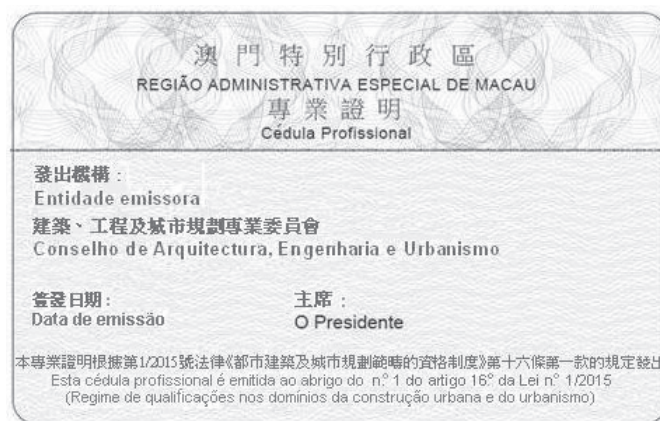 澳門特別行政區
REGIÃO ADMINISTRATIVA ESPECIAL DE MACAU
專業證明
Cédula Profissional
發出機構：
Entidade emissora
建築、工程及城市規劃專業委員會
Conselho de Arquitectura, Engenharia e Urbanismo
簽發日期： 主席：
Data de emissão O Presidente
本專業證明根據第1/2015號法律《都市建築及城市規劃範疇的資格制度》第十六條第一款的規定發出
Esta cédula profissional é emitida ao abrigo do n.º 1 do artigo 16º da Lei n.º 1/2015
(Regime de qualificações nos domínios da construção urbana e do urbanismo)